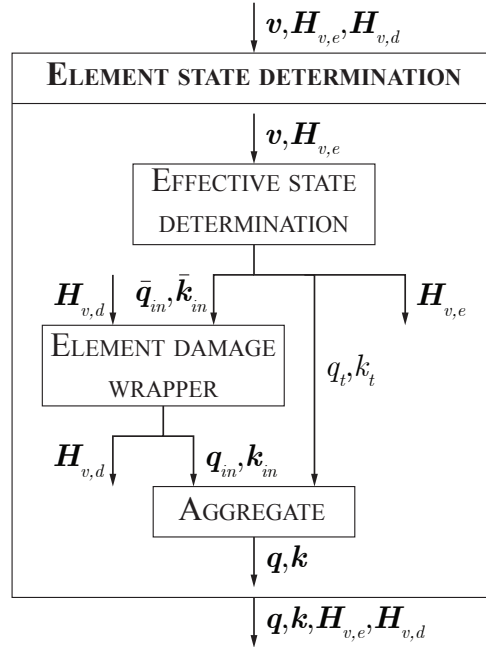 v,H_{v,e},H_{v,d}
ELEMENT STATE DETERMINATION
v,H_{v,e}
EFFECTIVE STATE
DETERMINATION
H_{v,d}
q̄_{in},k̄_{in}
H_{v,e}
ELEMENT DAMAGE
WRAPPER
q_t,k_t
H_{v,d}
q_{in},k_{in}
AGGREGATE
q,k
q,k,H_{v,e},H_{v,d}